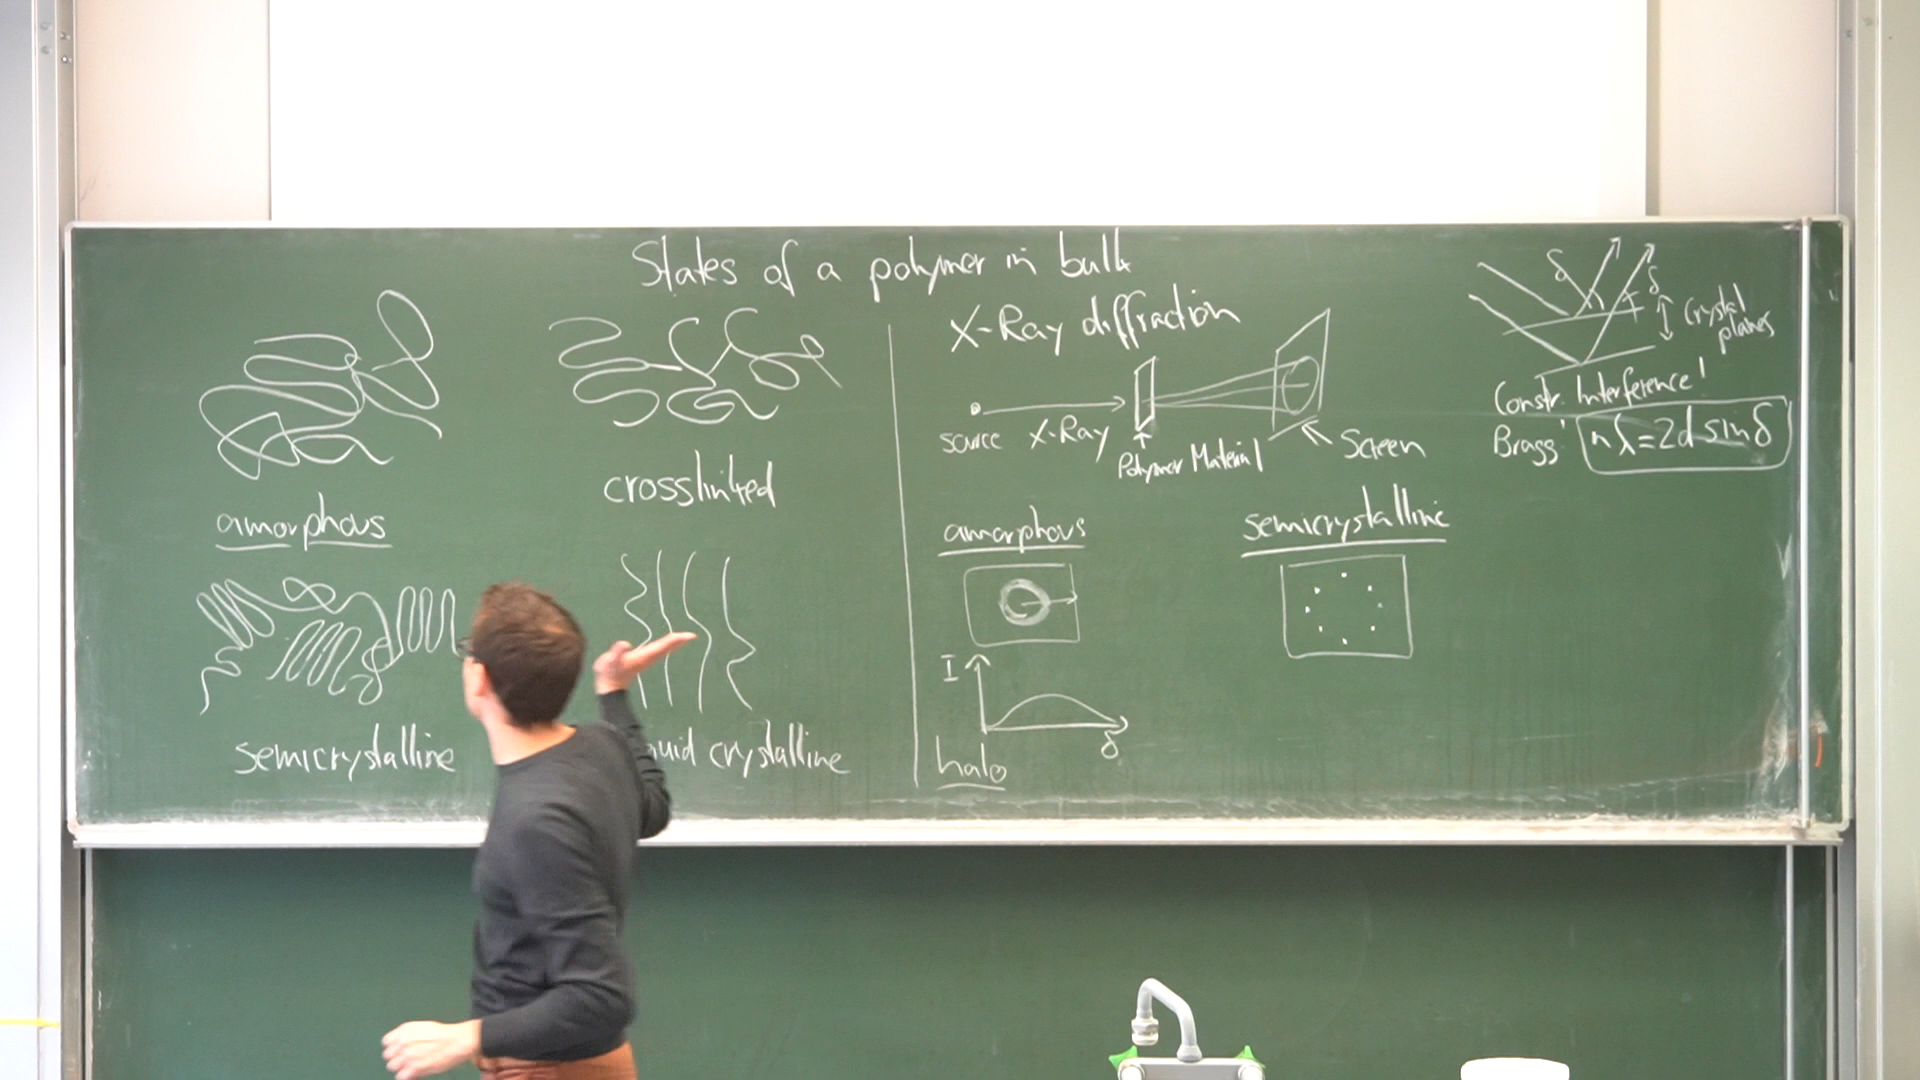 States of a polymer in bulk
amorphous
crosslinked
semicrystalline
crystalline
X-Ray diffraction
source X-Ray
Polymer Material
Screen
δ
δ
Crystal
planes
Constr. Interference!
Bragg: nλ=2d sinδ
amorphous
I
δ
halo
semicrystalline